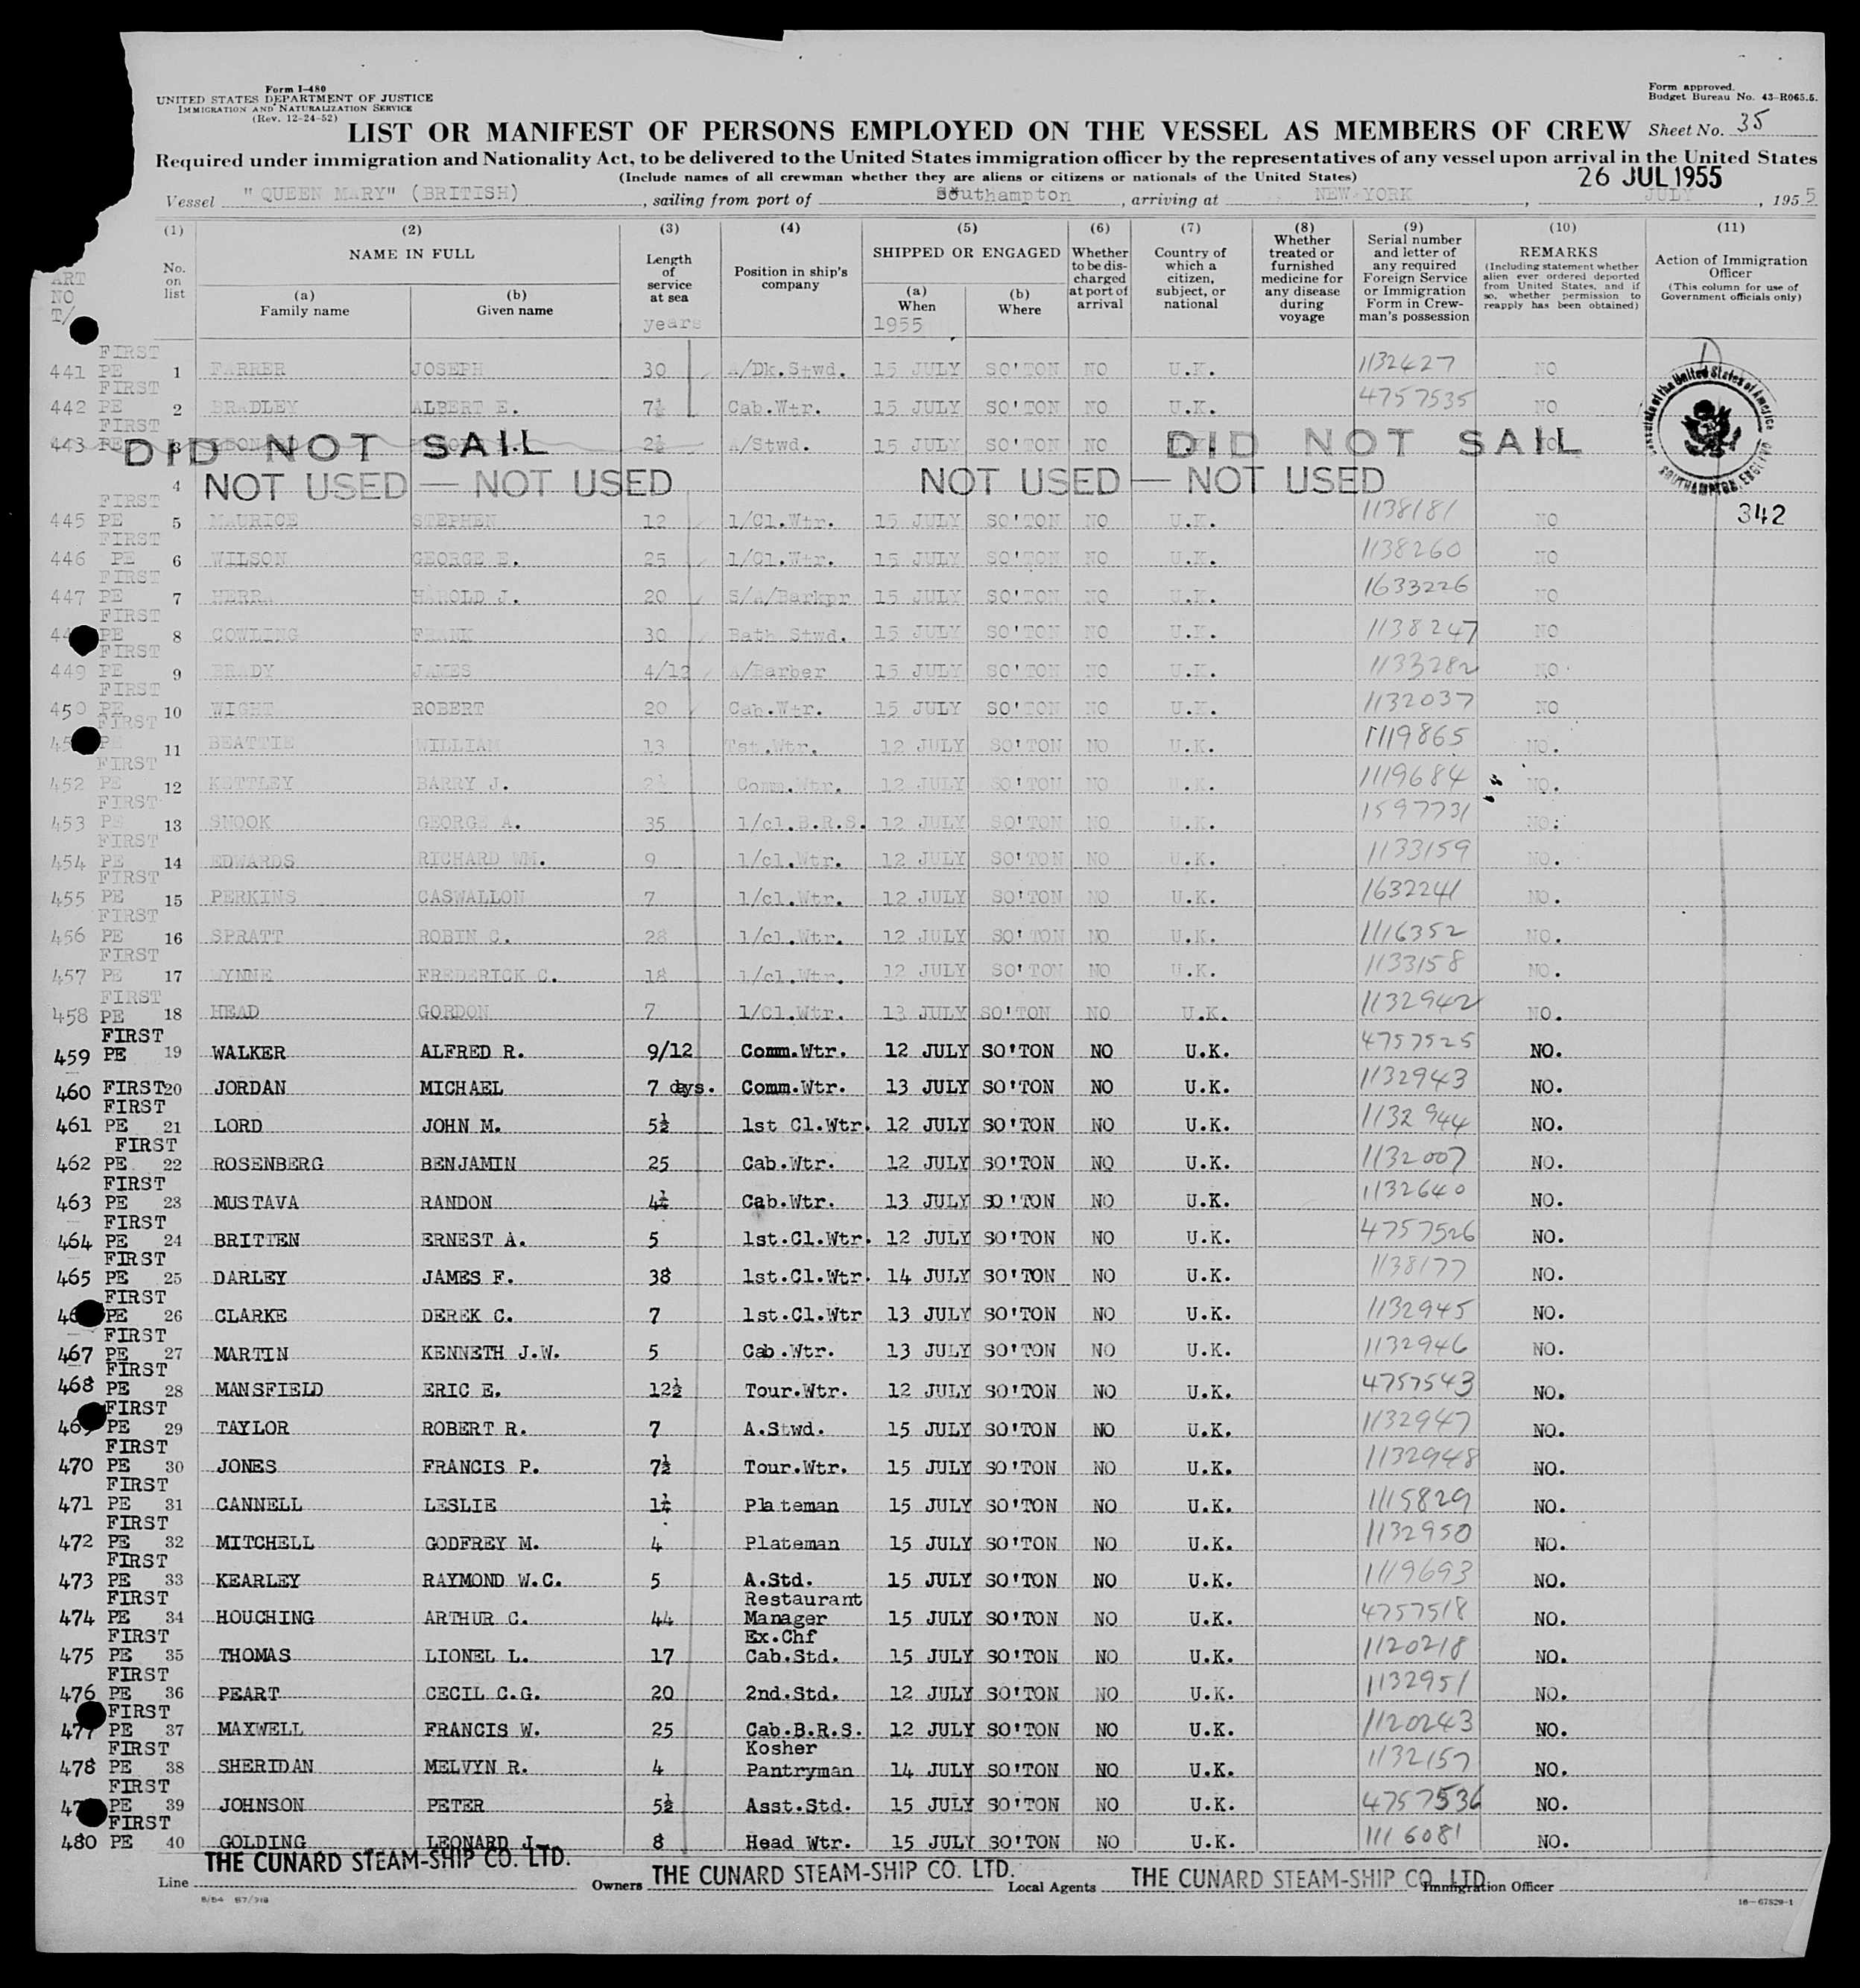 Form I-480
UNITED STATES DEPARTMENT OF JUSTICE
IMMIGRATION AND NATURALIZATION SERVICE
(Rev. 12-24-52)
Form approved.
Budget Bureau No. 43-R065.5.
LIST OR MANIFEST OF PERSONS EMPLOYED ON THE VESSEL AS MEMBERS OF CREW Sheet No. 35
Required under immigration and Nationality Act, to be delivered to the United States immigration officer by the representatives of any vessel upon arrival in the United States
(Include names of all crewman whether they are aliens or citizens or nationals of the United States)
26 JUL 1955
Vessel "QUEEN MARY" (BRITISH), sailing from port of Southampton, arriving at NEW YORK, JULY, 1955
(1) (2) (3) (4) (5) (6) (7) (8) (9) (10) (11)
No. on list
NAME IN FULL
(a) Family name
(b) Given name
Length of service at sea
years
Position in ship's company
SHIPPED OR ENGAGED
(a) When
1955
(b) Where
Whether to be discharged at port of arrival
Country of which a citizen, subject, or national
Whether treated or furnished medicine for any disease during voyage
Serial number and letter of any required Foreign Service or Immigration Form in Crewman's possession
REMARKS
(Including statement whether alien ever ordered deported from United States, and if so, whether permission to reapply has been obtained)
Action of Immigration Officer
(This column for use of Government officials only)
ART
NO
T/
441 FIRST PE 1 FARRER JOSEPH 30 A/Dk.Stwd. 15 JULY SO'TON NO U.K. 1132427 NO
442 FIRST PE 2 BRADLEY ALBERT E. 7½ Cab.Wtr. 15 JULY SO'TON NO U.K. 4757535 NO
443 FIRST PE 3 2½ A/Stwd. 15 JULY SO'TON NO
DID NOT SAIL DID NOT SAIL
4 NOT USED — NOT USED NOT USED — NOT USED
445 FIRST PE 5 MAURICE STEPHEN 12 1/Cl.Wtr. 15 JULY SO'TON NO U.K. 1138181 NO 342
446 FIRST PE 6 WILSON GEORGE E. 25 1/Cl.Wtr. 15 JULY SO'TON NO U.K. 1138260 NO
447 FIRST PE 7 HERRA HAROLD J. 20 S/A/Barkpr 15 JULY SO'TON NO U.K. 1633226 NO
FIRST PE 8 COWLING FRANK 30 Bath Stwd. 15 JULY SO'TON NO U.K. 1138247 NO
449 FIRST PE 9 BRADY JAMES 4/12 A/Barber 15 JULY SO'TON NO U.K. 1133282 NO
450 FIRST PE 10 WIGHT ROBERT 20 Cab.Wtr. 15 JULY SO'TON NO U.K. 1132037 NO
FIRST PE 11 BEATTIE WILLIAM 13 Tst.Wtr. 12 JULY SO'TON NO U.K. 1119865 NO.
452 FIRST PE 12 KETTLEY BARRY J. 2½ Comm.Wtr. 12 JULY SO'TON NO U.K. 1119684 NO.
453 FIRST PE 13 SNOOK GEORGE A. 35 1/cl.B.R.S. 12 JULY SO'TON NO U.K. 1597731 NO.
454 FIRST PE 14 EDWARDS RICHARD WM. 9 1/cl.Wtr. 12 JULY SO'TON NO U.K. 1133159 NO.
455 FIRST PE 15 PERKINS CASWALLON 7 1/cl.Wtr. 12 JULY SO'TON NO U.K. 1632241 NO.
456 FIRST PE 16 SPRATT ROBIN C. 28 1/cl.Wtr. 12 JULY SO'TON NO U.K. 1116352 NO.
457 FIRST PE 17 WYNNE FREDERICK C. 18 1/cl.Wtr. 12 JULY SO'TON NO U.K. 1133158 NO.
458 FIRST PE 18 HEAD GORDON 7 1/Cl.Wtr. 13 JULY SO'TON NO U.K. 1132942 NO.
459 FIRST PE 19 WALKER ALFRED R. 9/12 Comm.Wtr. 12 JULY SO'TON NO U.K. 4757525 NO.
460 FIRST 20 JORDAN MICHAEL 7 days. Comm.Wtr. 13 JULY SO'TON NO U.K. 1132943 NO.
461 FIRST PE 21 LORD JOHN M. 5½ 1st Cl.Wtr. 12 JULY SO'TON NO U.K. 1132944 NO.
462 FIRST PE 22 ROSENBERG BENJAMIN 25 Cab.Wtr. 12 JULY SO'TON NO U.K. 1132007 NO.
463 FIRST PE 23 MUSTAVA RANDON 4½ Cab.Wtr. 13 JULY SO'TON NO U.K. 1132640 NO.
464 FIRST PE 24 BRITTEN ERNEST A. 5 1st.Cl.Wtr. 12 JULY SO'TON NO U.K. 4757526 NO.
465 FIRST PE 25 DARLEY JAMES F. 38 1st.Cl.Wtr. 14 JULY SO'TON NO U.K. 1138177 NO.
FIRST PE 26 CLARKE DEREK C. 7 1st.Cl.Wtr 13 JULY SO'TON NO U.K. 1132945 NO.
467 FIRST PE 27 MARTIN KENNETH J.W. 5 Cab.Wtr. 13 JULY SO'TON NO U.K. 1132946 NO.
468 FIRST PE 28 MANSFIELD ERIC E. 12½ Tour.Wtr. 12 JULY SO'TON NO U.K. 4757543 NO.
469 FIRST PE 29 TAYLOR ROBERT R. 7 A.Stwd. 15 JULY SO'TON NO U.K. 1132947 NO.
470 FIRST PE 30 JONES FRANCIS P. 7½ Tour.Wtr. 15 JULY SO'TON NO U.K. 1132948 NO.
471 FIRST PE 31 CANNELL LESLIE 1¼ Plateman 15 JULY SO'TON NO U.K. 1115829 NO.
472 FIRST PE 32 MITCHELL GODFREY M. 4 Plateman 15 JULY SO'TON NO U.K. 1132950 NO.
473 FIRST PE 33 KEARLEY RAYMOND W.C. 5 A.Std. 15 JULY SO'TON NO U.K. 1119693 NO.
474 FIRST PE 34 HOUCHING ARTHUR C. 44 Restaurant Manager 15 JULY SO'TON NO U.K. 4757518 NO.
475 FIRST PE 35 THOMAS LIONEL L. 17 Ex.Chf Cab.Std. 15 JULY SO'TON NO U.K. 1120218 NO.
476 FIRST PE 36 PEART CECIL C.G. 20 2nd.Std. 12 JULY SO'TON NO U.K. 1132951 NO.
477 FIRST PE 37 MAXWELL FRANCIS W. 25 Cab.B.R.S. 12 JULY SO'TON NO U.K. 1120243 NO.
478 FIRST PE 38 SHERIDAN MELVYN R. 4 Kosher Pantryman 14 JULY SO'TON NO U.K. 1132157 NO.
FIRST PE 39 JOHNSON PETER 5½ Asst.Std. 15 JULY SO'TON NO U.K. 4757536 NO.
480 FIRST PE 40 GOLDING LEONARD J. 8 Head Wtr. 15 JULY SO'TON NO U.K. 1116081 NO.
Line THE CUNARD STEAM-SHIP CO. LTD. Owners THE CUNARD STEAM-SHIP CO. LTD. Local Agents THE CUNARD STEAM-SHIP CO. LTD. Immigration Officer
16-67829-1